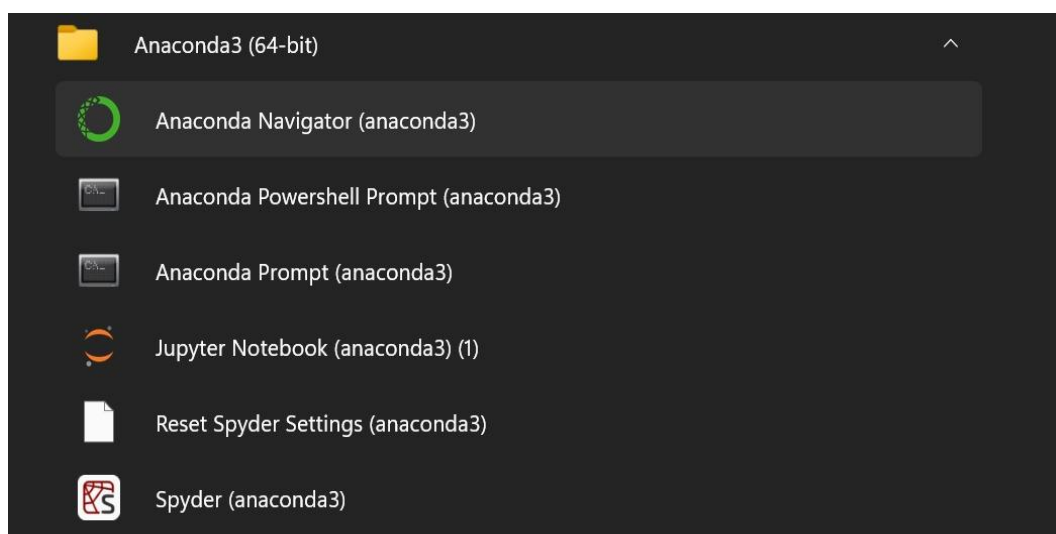 Anaconda3 (64-bit)
Anaconda Navigator (anaconda3)
Anaconda Powershell Prompt (anaconda3)
Anaconda Prompt (anaconda3)
Jupyter Notebook (anaconda3) (1)
Reset Spyder Settings (anaconda3)
Spyder (anaconda3)